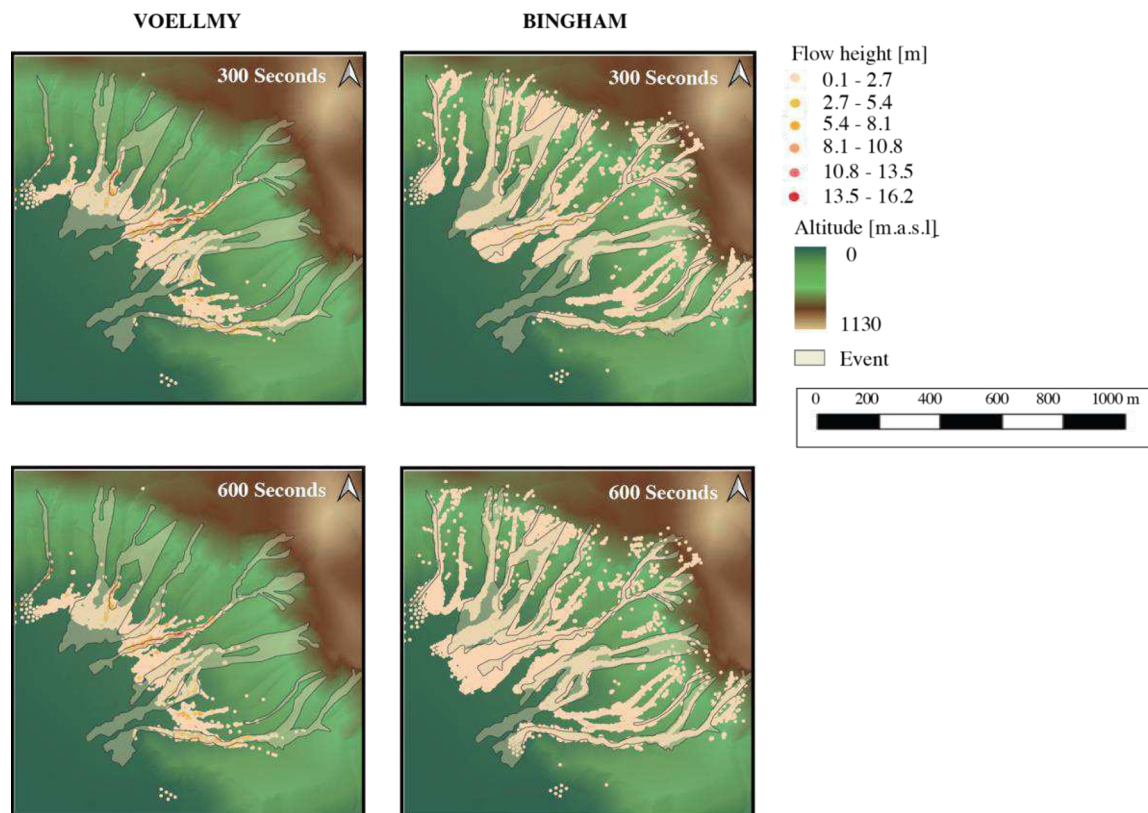 VOELLMY
BINGHAM
300 Seconds
300 Seconds
Flow height [m]
0.1 - 2.7
2.7 - 5.4
5.4 - 8.1
8.1 - 10.8
10.8 - 13.5
13.5 - 16.2
Altitude [m.a.s.l]
0
1130
Event
0 200 400 600 800 1000 m
600 Seconds
600 Seconds